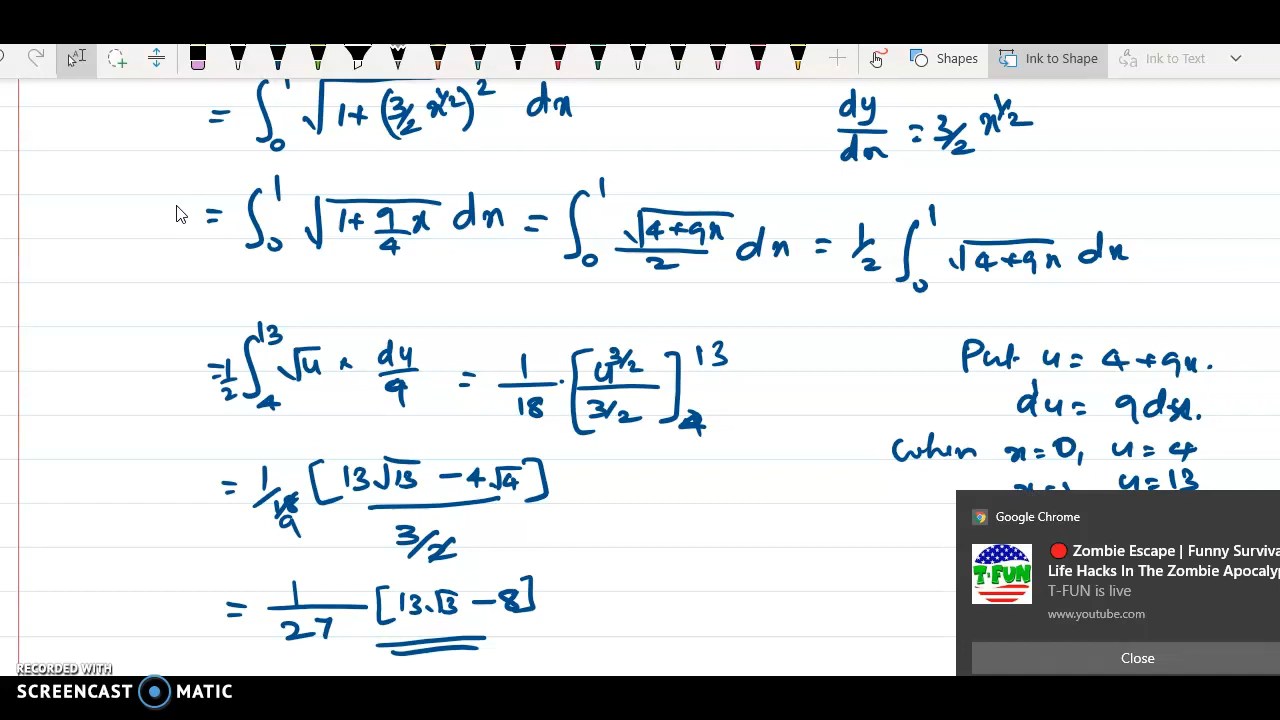 Shapes Ink to Shape Ink to Text
= ∫₀¹ √(1 + (3/2 x^1/2)²) dx
dy/dx = 3/2 x^1/2
= ∫₀¹ √(1 + 9/4 x) dx = ∫₀¹ √(4+9x)/2 dx = 1/2 ∫₀¹ √(4+9x) dx
= 1/2 ∫₄¹³ √u × du/9 = 1/18 · [u^3/2 / 3/2]₄¹³
Put u = 4+9x.
du = 9dx.
When x=0, u=4
x=1 u=13
= 1/18 9 [13√13 - 4√4] / 3/2
= 1/27 [13√13 - 8]
Google Chrome
🔴 Zombie Escape | Funny Surviva
Life Hacks In The Zombie Apocalyp
T-FUN
T-FUN is live
www.youtube.com
Close
RECORDED WITH
SCREENCAST MATIC